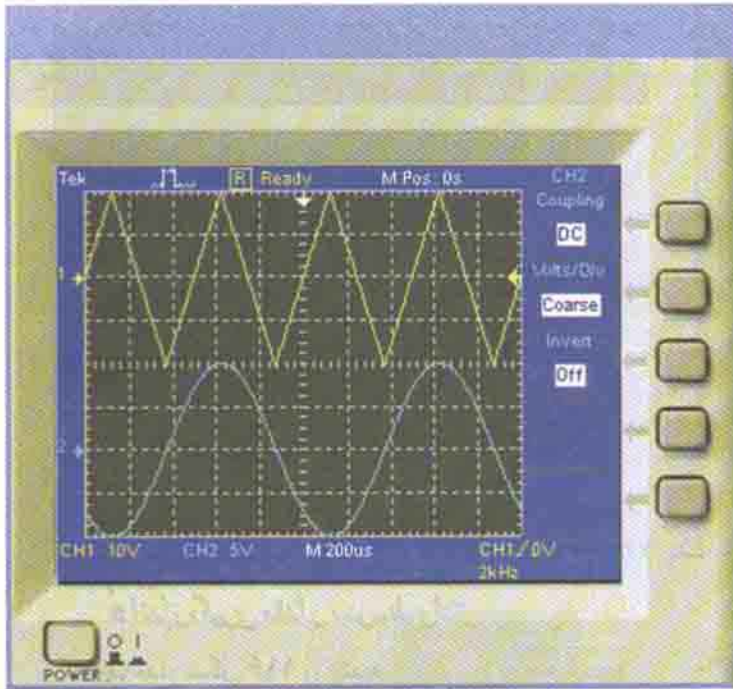 Tek R Ready M Pos: 0s CH2
Coupling
DC
Volts/Div
Coarse
Invert
Off
1
2
CH1 10V CH2 5V M 200us CH1 / 0V
2kHz
POWER O I